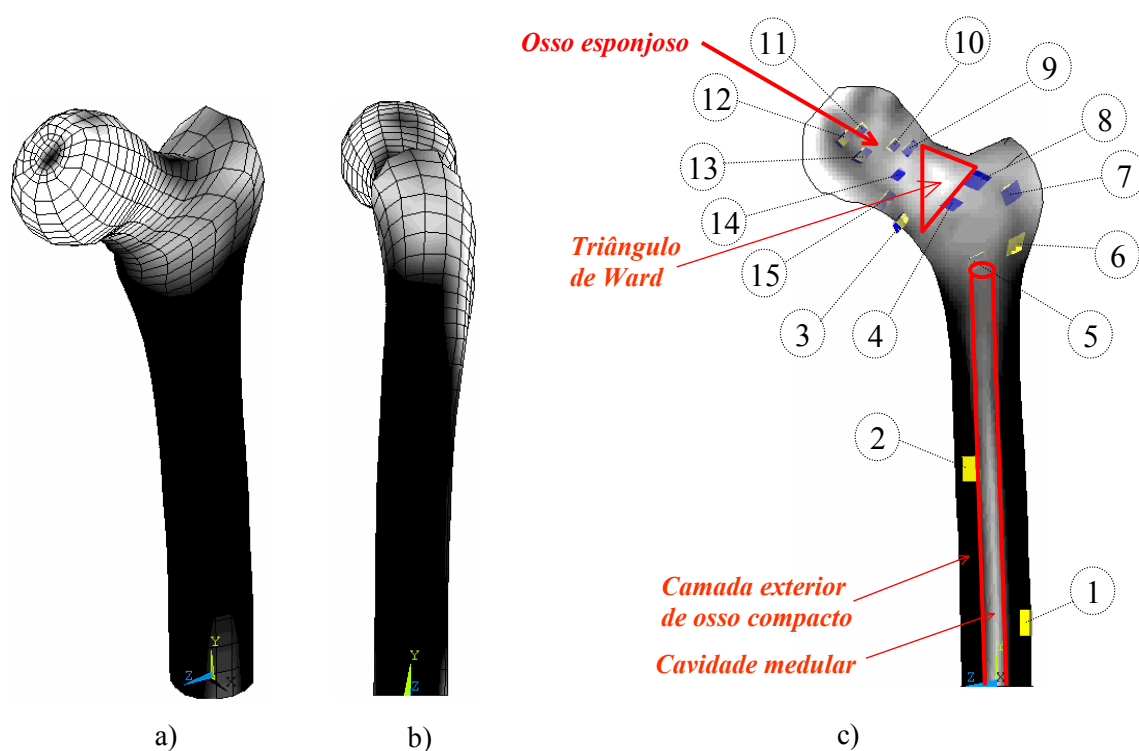 Osso esponjoso
11
10
9
12
8
13
7
14
Triângulo
de Ward
6
15
3
4
5
2
Camada exterior
de osso compacto
1
Cavidade medular
Y
Z
X
Y
Z
Y
Z
X
a)
b)
c)